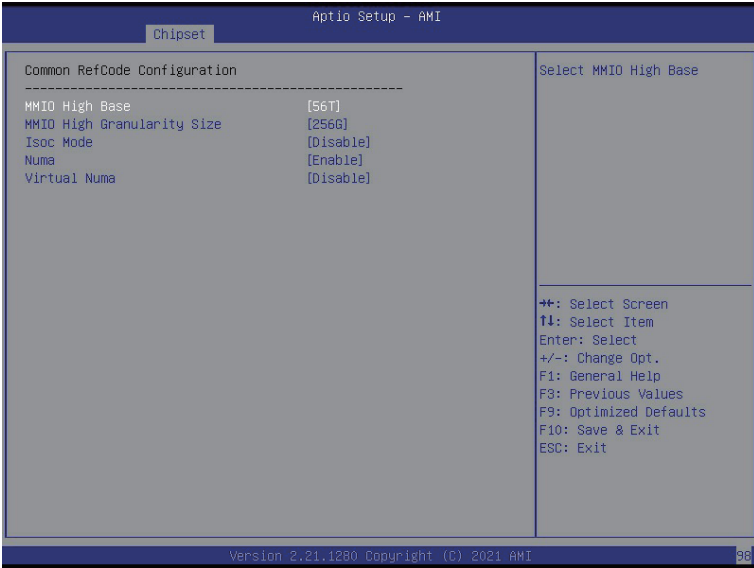 Aptio Setup – AMI
Chipset
Common RefCode Configuration
--------------------------------------------------
MMIO High Base [56T]
MMIO High Granularity Size [256G]
Isoc Mode [Disable]
Numa [Enable]
Virtual Numa [Disable]
Select MMIO High Base
→←: Select Screen
↑↓: Select Item
Enter: Select
+/-: Change Opt.
F1: General Help
F3: Previous Values
F9: Optimized Defaults
F10: Save & Exit
ESC: Exit
Version 2.21.1280 Copyright (C) 2021 AMI
98